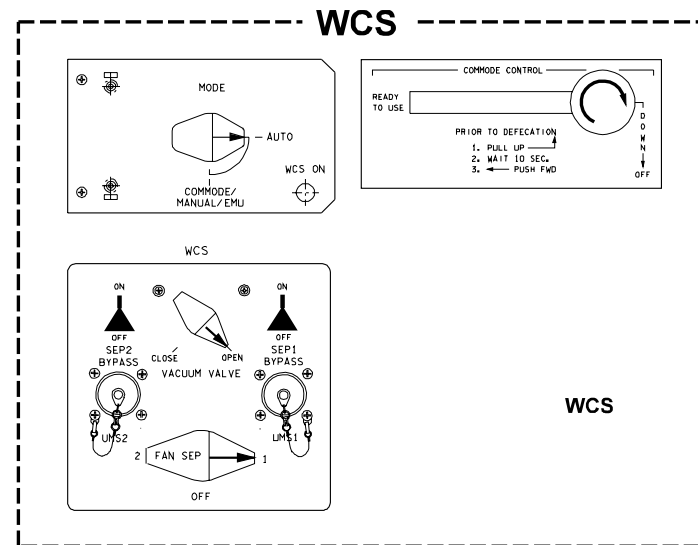 WCS
MODE
AUTO
WCS ON
COMMODE/
MANUAL/EMU
COMMODE CONTROL
READY
TO USE
PRIOR TO DEFECATION
1. PULL UP
2. WAIT 10 SEC.
3. PUSH FWD
DOWN
OFF
WCS
ON
ON
OFF
OFF
SEP2
BYPASS
SEP1
BYPASS
CLOSE
OPEN
VACUUM VALVE
UMS2
UMS1
2
FAN SEP
1
OFF
WCS